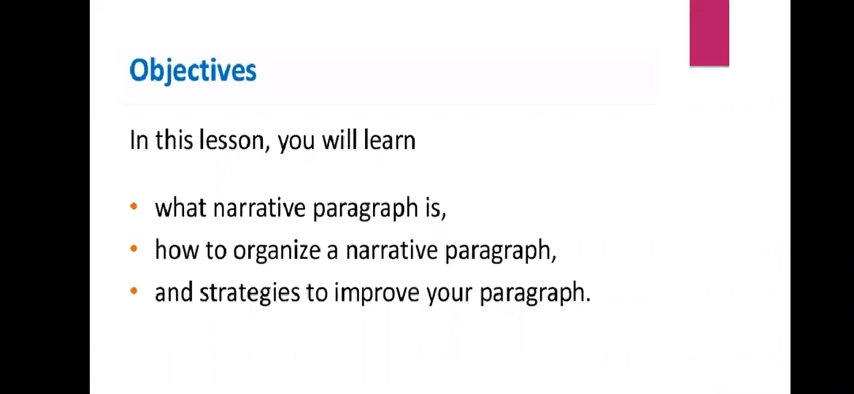 Objectives
In this lesson, you will learn
• what narrative paragraph is,
• how to organize a narrative paragraph,
• and strategies to improve your paragraph.